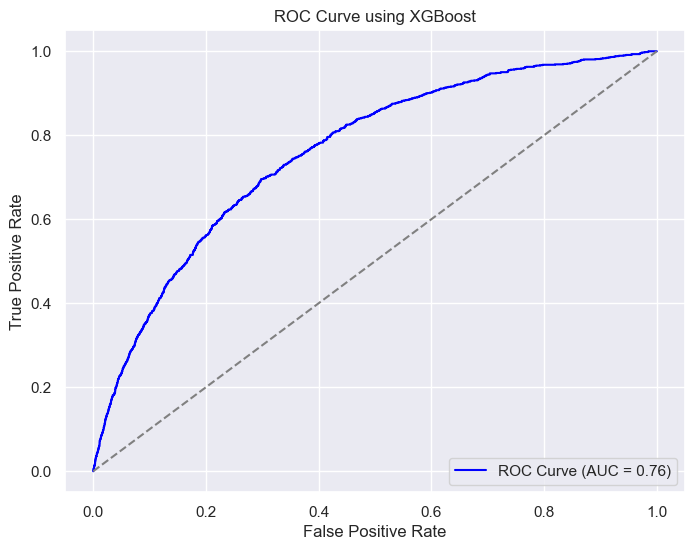 ROC Curve using XGBoost
True Positive Rate
1.0
0.8
0.6
0.4
0.2
0.0
ROC Curve (AUC = 0.76)
0.0 0.2 0.4 0.6 0.8 1.0
False Positive Rate